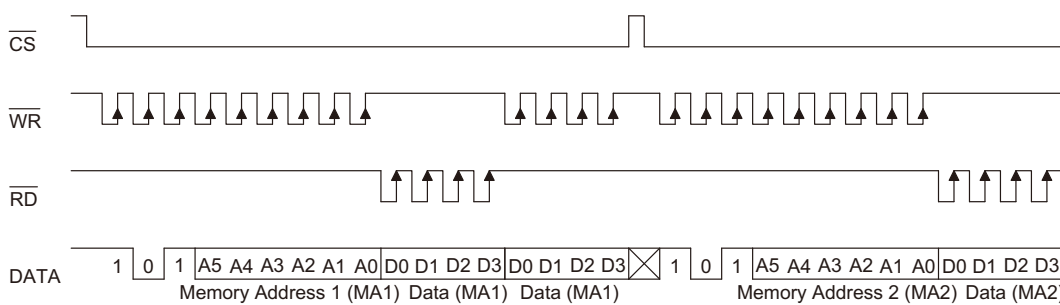 CS
WR
RD
DATA 1 0 1 A5 A4 A3 A2 A1 A0 D0 D1 D2 D3 D0 D1 D2 D3 1 0 1 A5 A4 A3 A2 A1 A0 D0 D1 D2 D3
Memory Address 1 (MA1) Data (MA1) Data (MA1) Memory Address 2 (MA2) Data (MA2